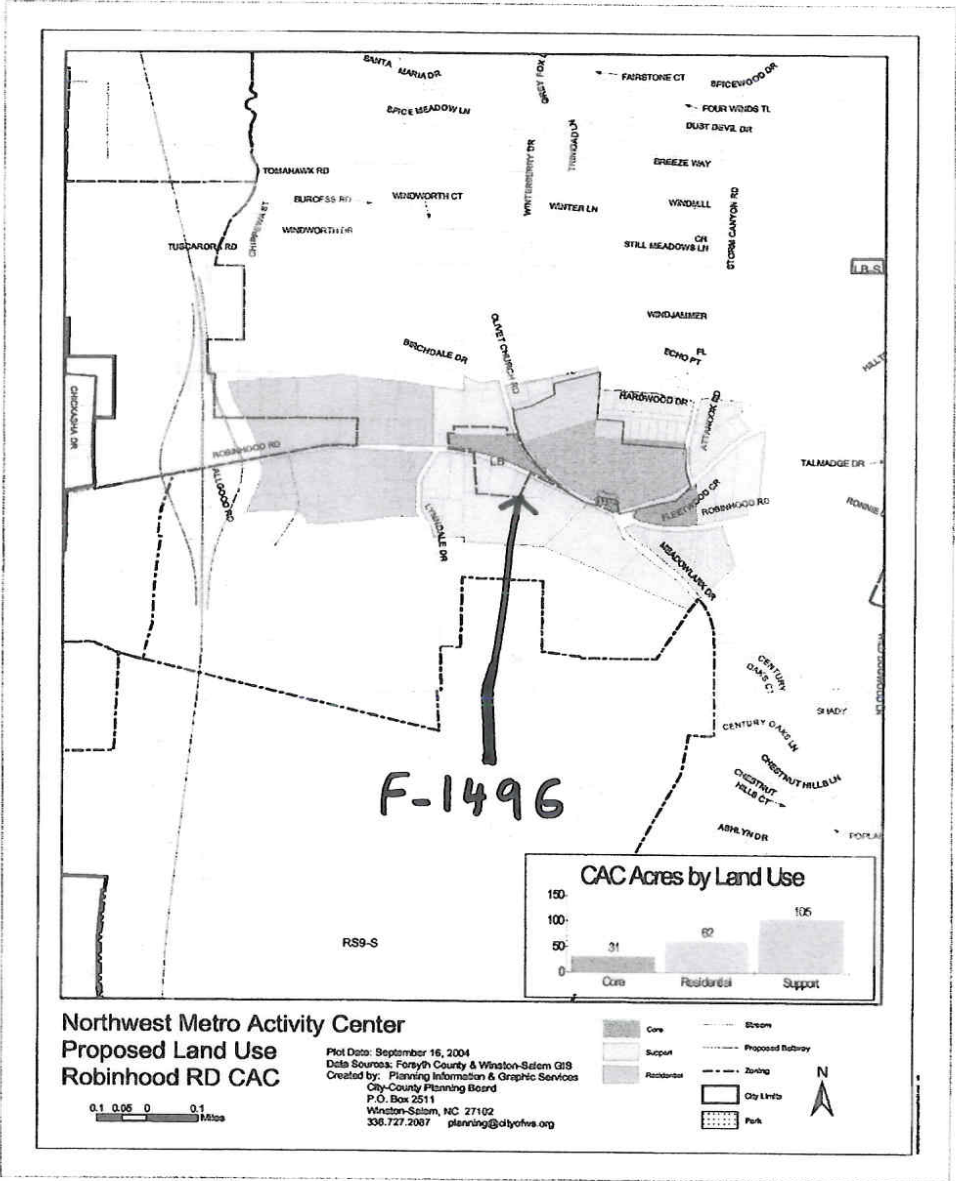 SANTA MARIA DR
GREY FOX
FAIRSTONE CT
SPICEWOOD DR
SPICE MEADOW LN
FOUR WINDS TL
DUST DEVIL DR
WINTERBERRY DR
BREEZE WAY
TOMAHAWK RD
BURGESS RD
WINDWORTH CT
WINTER LN
WINDMILL
CR
STORM CANYON RD
WINDWORTH DR
TUSCARORA RD
STILL MEADOWS LN
LB-S
WINDJAMMER
PL
OLIVET CHURCH RD
BIRCHDALE DR
ECHO PT
CHICKASHA DR
HARDWOOD DR
ROBINHOOD RD
LB
TALMADGE DR
ALLGOOD RD
FLEETWOOD CR
ROBINHOOD RD
RONNIE
LYNNDALE DR
MEADOWLARK DR
CENTURY
OAKS CT
SHADY
CENTURY OAKS LN
CHESTNUT HILLS LN
CHESTNUT
HILLS CT
ASHLYN DR
F-1496
CAC Acres by Land Use
150
100
50
0
31
62
105
Core
Residential
Support
RS9-S
Northwest Metro Activity Center
Proposed Land Use
Robinhood RD CAC
0.1 0.05 0 0.1
Miles
Plot Date: September 16, 2004
Data Sources: Forsyth County & Winston-Salem GIS
Created by: Planning Information & Graphic Services
City-County Planning Board
P.O. Box 2511
Winston-Salem, NC 27102
336.727.2087 planning@cityofws.org
Core
Support
Residential
Stream
Proposed Beltway
Zoning
City Limits
Park
N